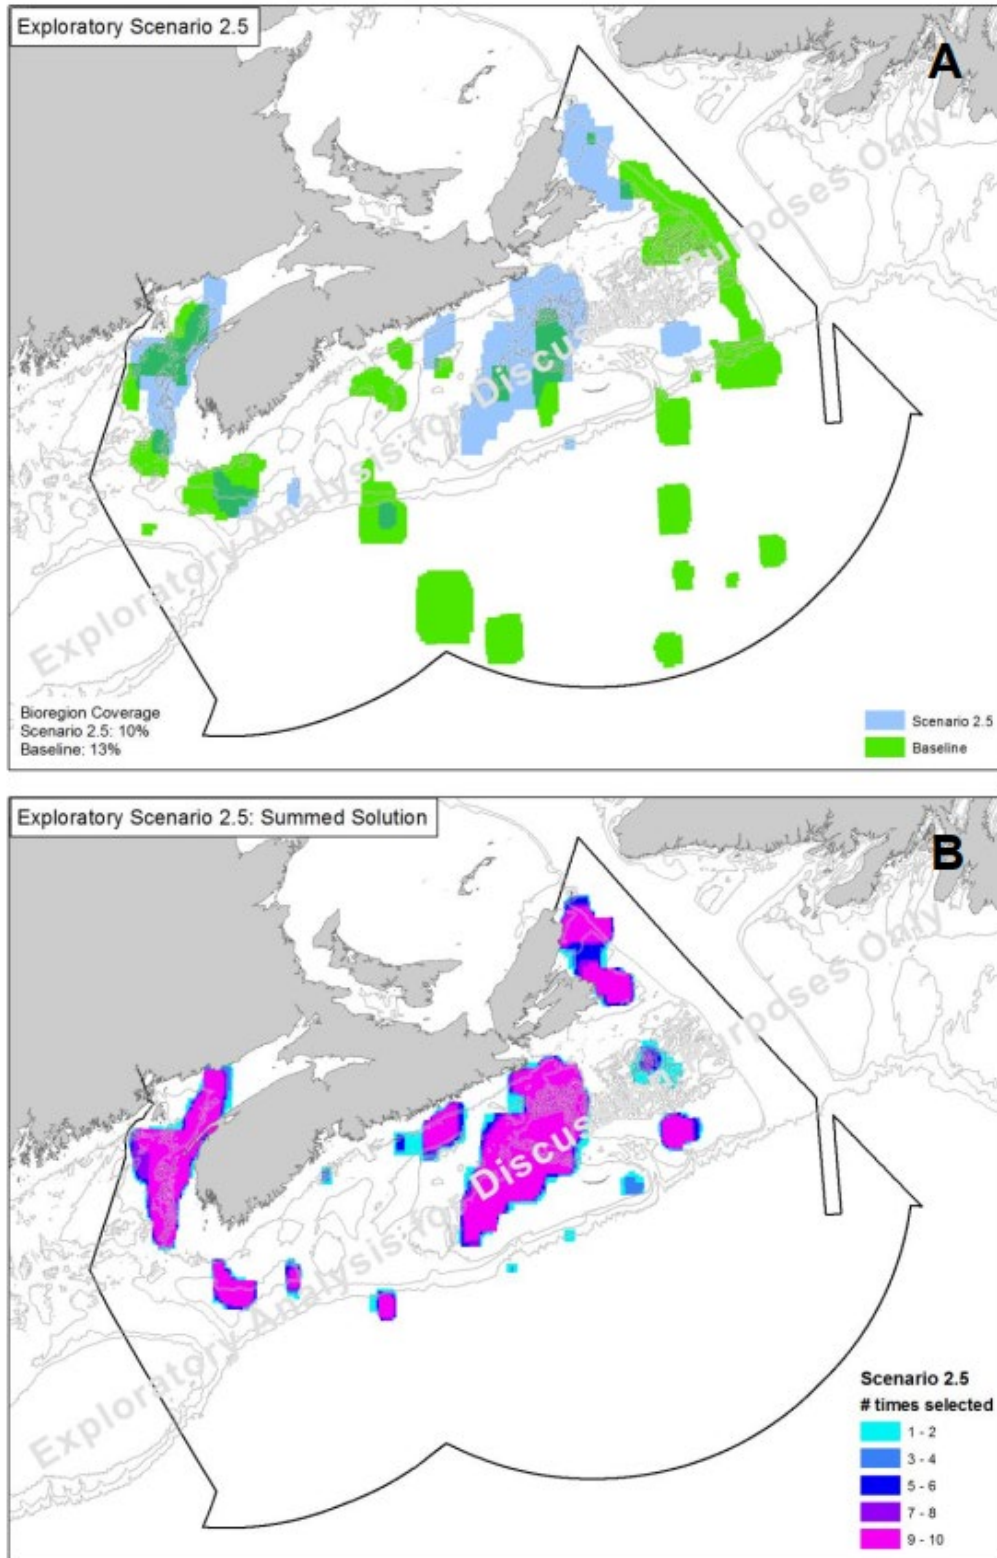 Exploratory Scenario 2.5
A
Exploratory Analysis for Discussion Purposes Only
Bioregion Coverage
Scenario 2.5: 10%
Baseline: 13%
Scenario 2.5
Baseline
Exploratory Scenario 2.5: Summed Solution
B
Exploratory Analysis for Discussion Purposes Only
Scenario 2.5
# times selected
1 - 2
3 - 4
5 - 6
7 - 8
9 - 10